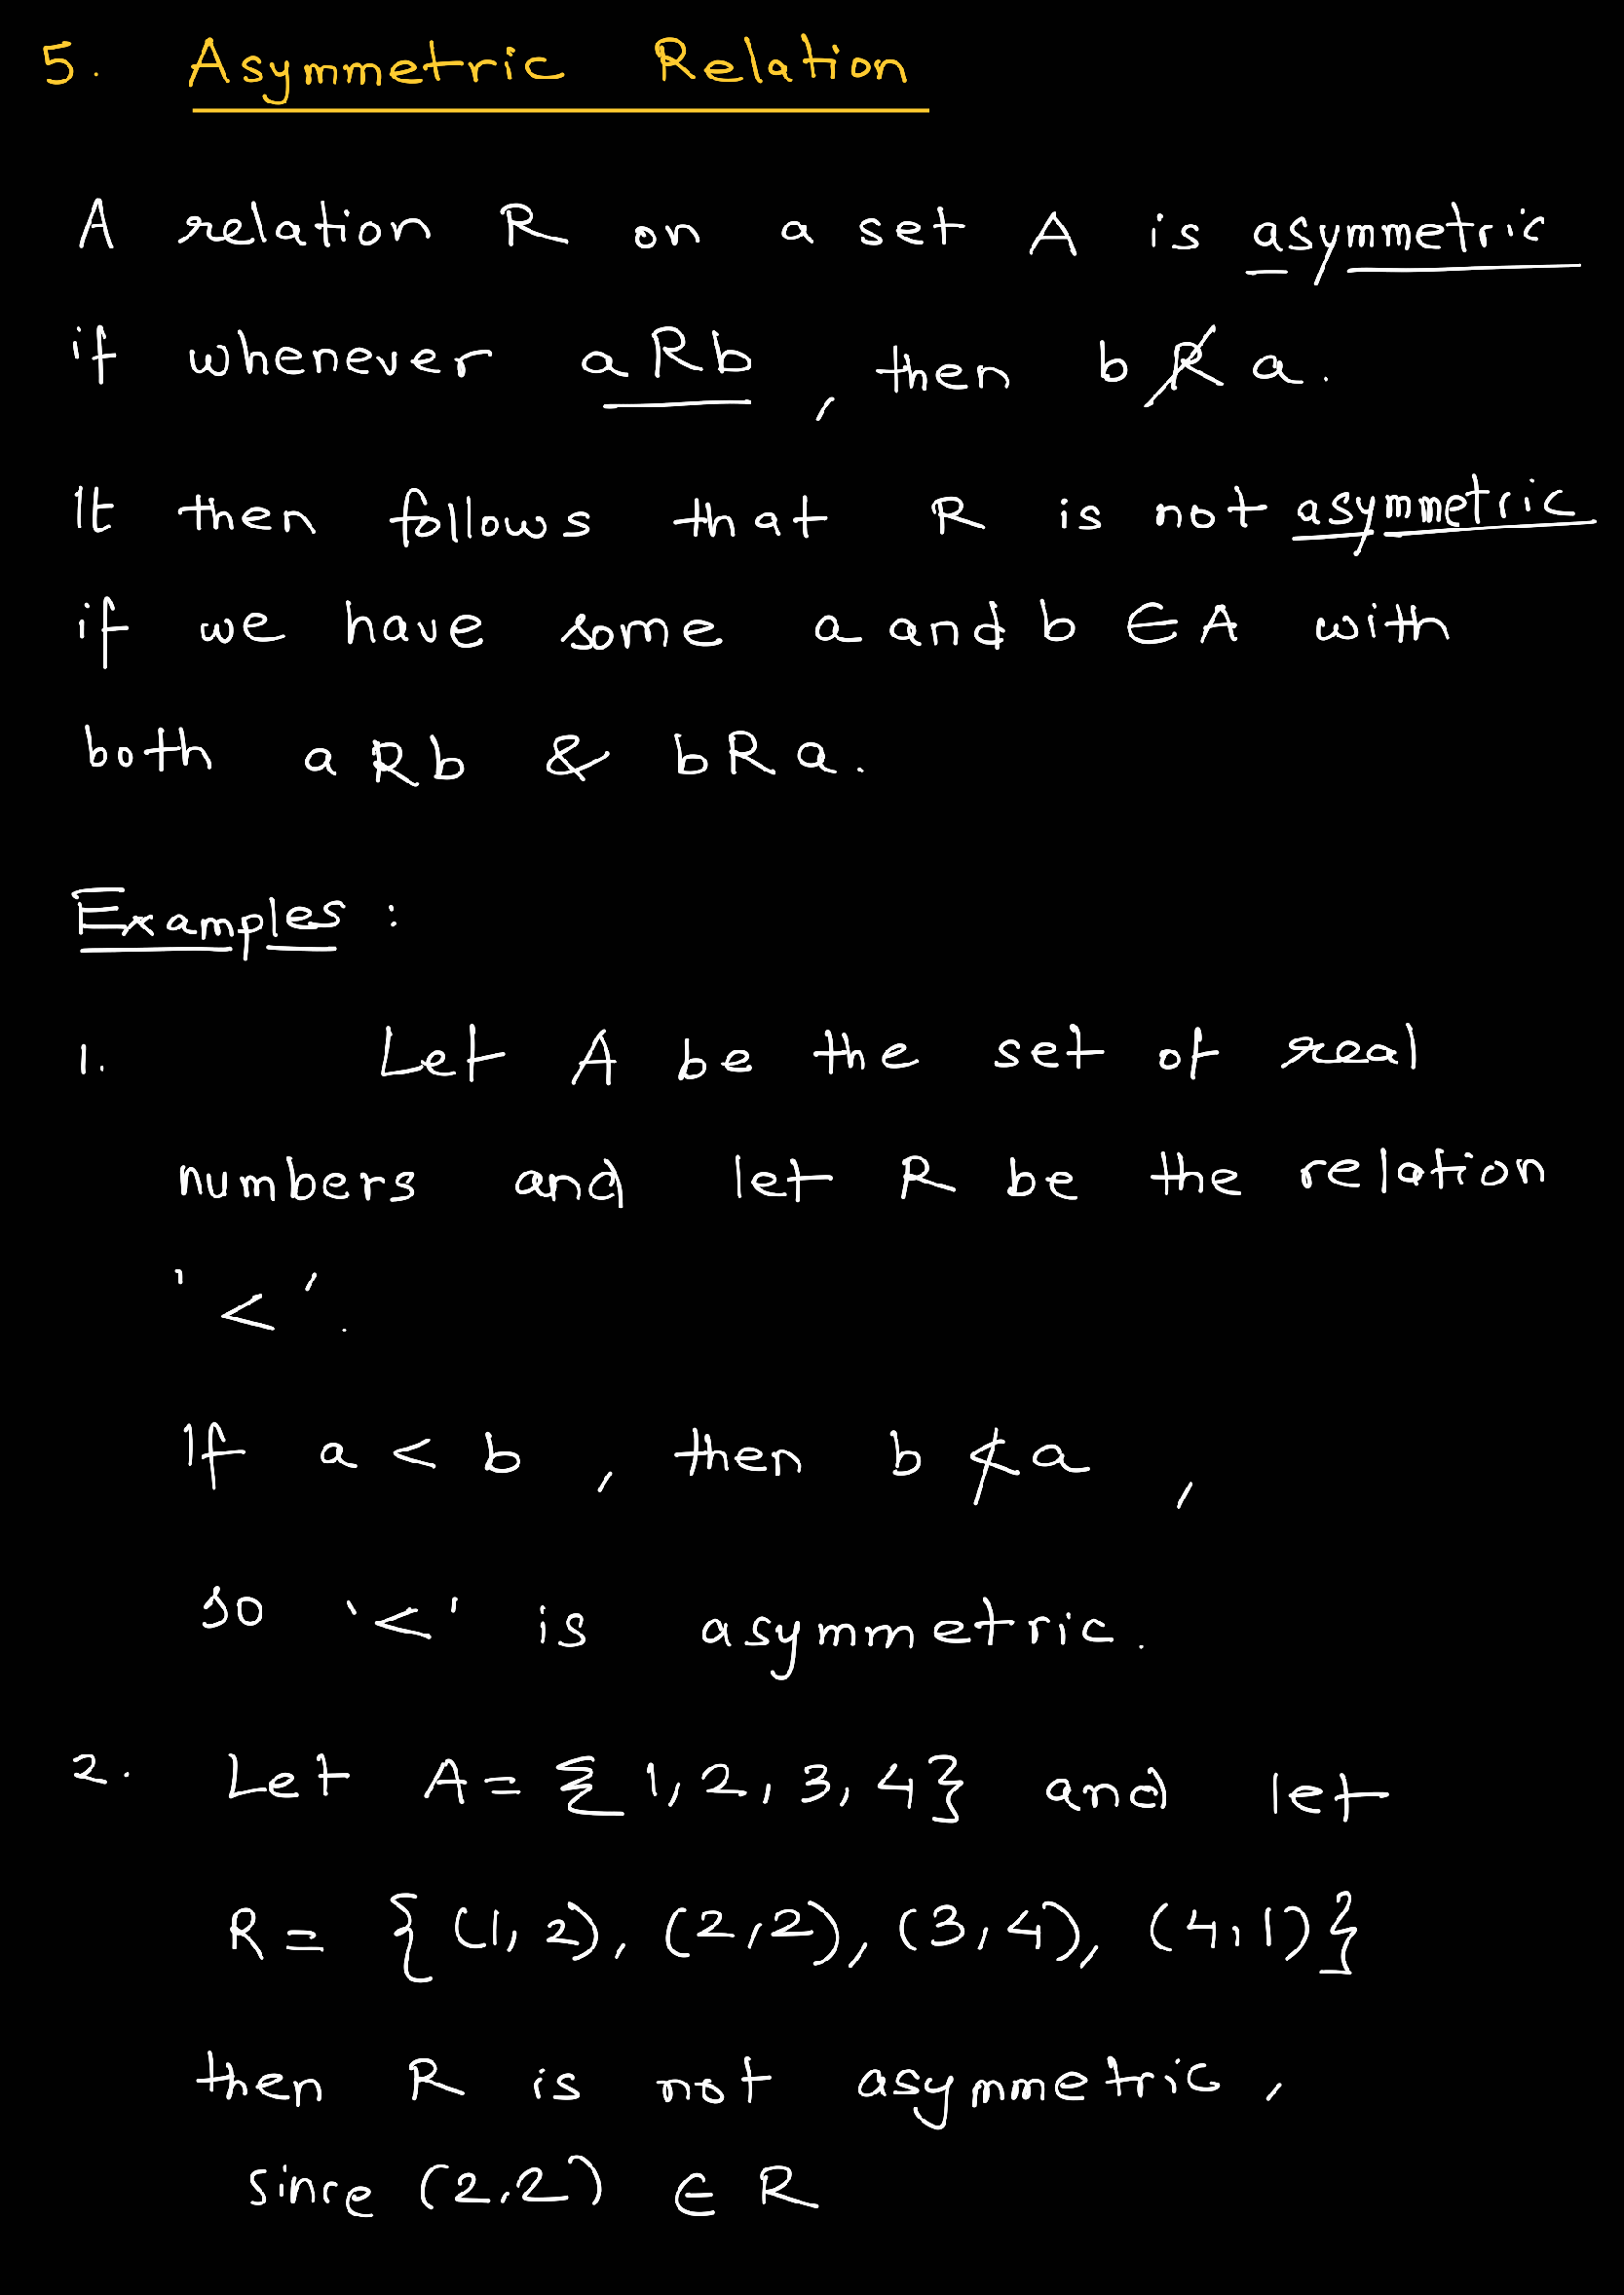 5. Asymmetric Relation
A relation R on a set A is asymmetric
if whenever aRb, then b R̸ a.
It then follows that R is not asymmetric
if we have some a and b ∈ A with
both aRb & bRa.
Examples :
1. Let A be the set of real
numbers and let R be the relation
'<'.
If a < b, then b ≮ a,
so '<' is asymmetric.
2. Let A = {1, 2, 3, 4} and let
R = {(1, 2), (2,2), (3,4), (4,1)}
then R is not asymmetric,
since (2,2) ∈ R